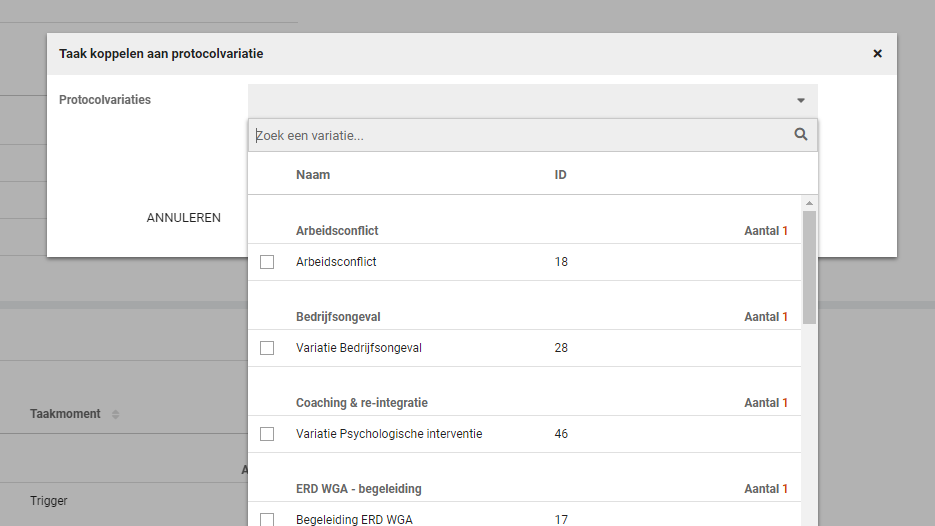 Taak koppelen aan protocolvariatie ×
Protocolvariaties
Zoek een variatie...
Naam ID
ANNULEREN
Arbeidsconflict Aantal 1
Arbeidsconflict 18
Bedrijfsongeval Aantal 1
Variatie Bedrijfsongeval 28
Coaching & re-integratie Aantal 1
Variatie Psychologische interventie 46
Taakmoment
ERD WGA - begeleiding Aantal 1
Trigger
Begeleiding ERD WGA 17